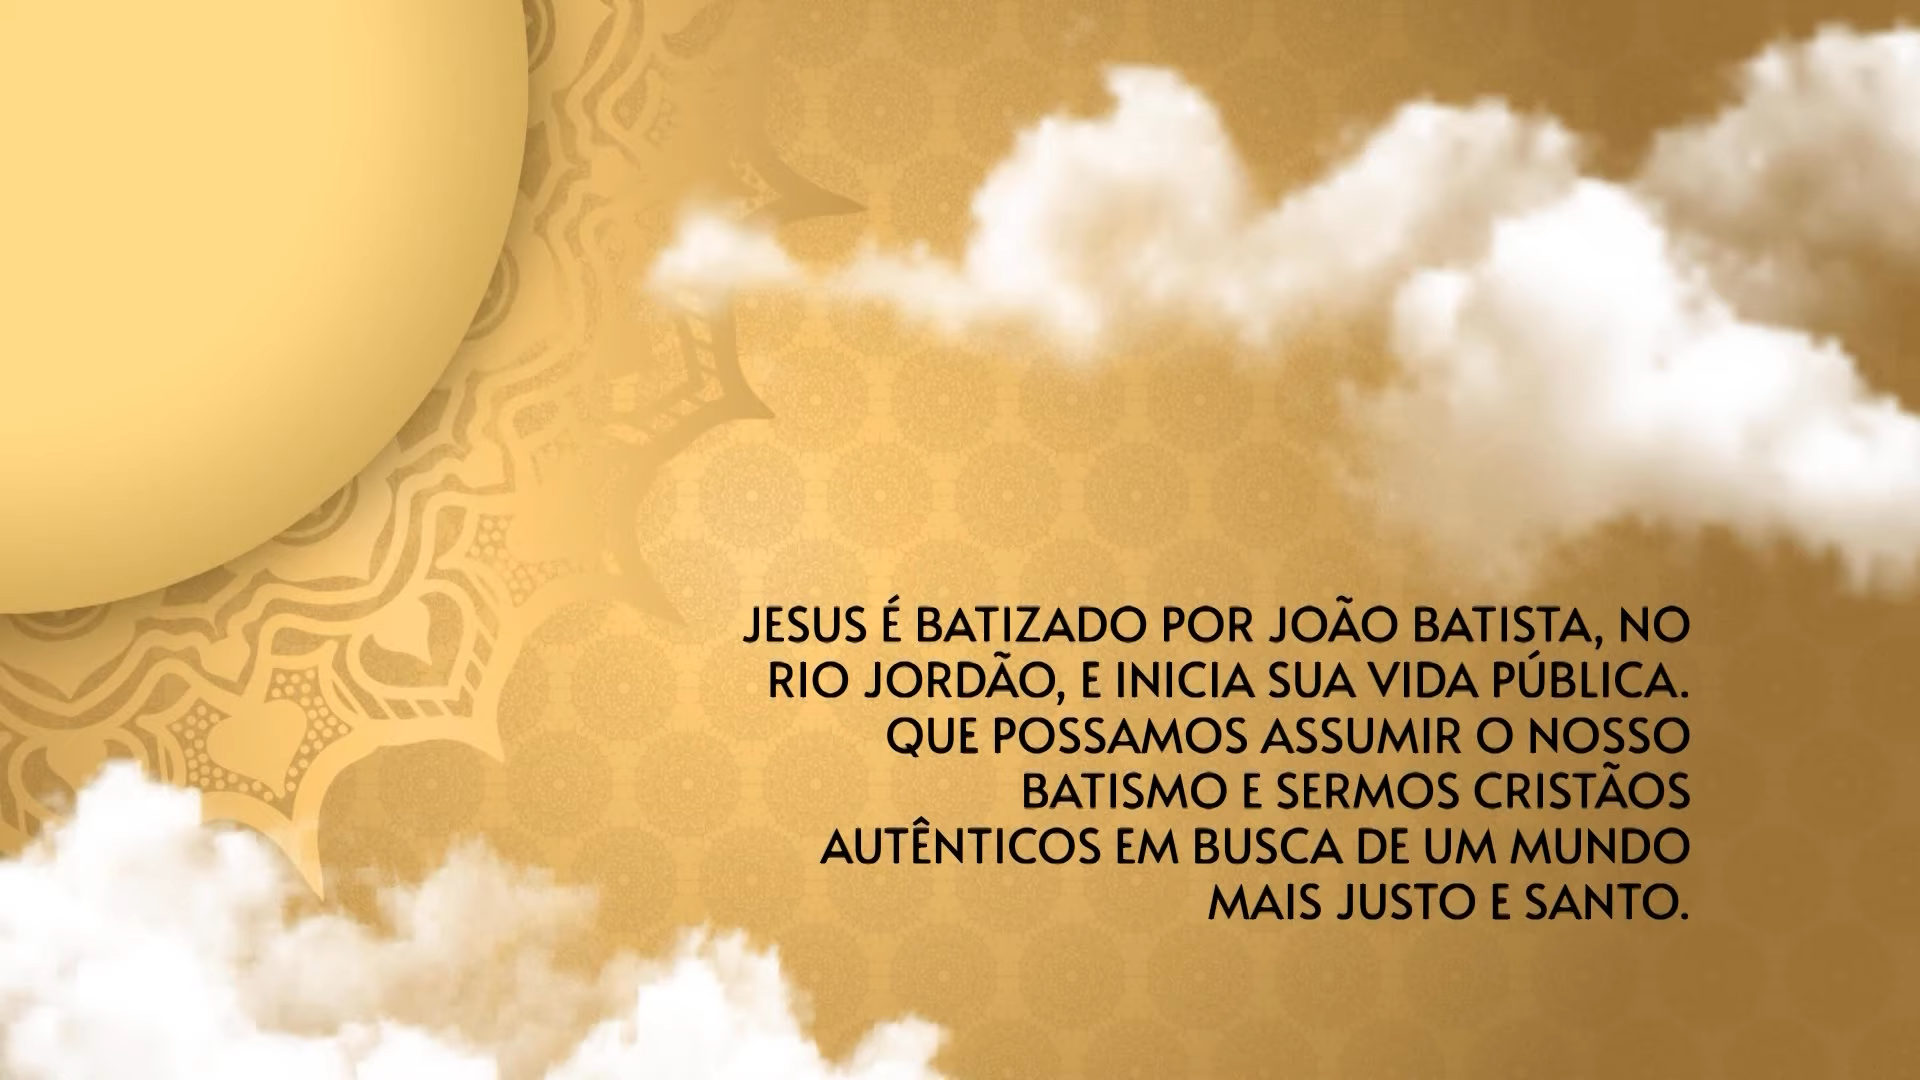 JESUS É BATIZADO POR JOÃO BATISTA, NO
RIO JORDÃO, E INICIA SUA VIDA PÚBLICA.
QUE POSSAMOS ASSUMIR O NOSSO
BATISMO E SERMOS CRISTÃOS
AUTÊNTICOS EM BUSCA DE UM MUNDO
MAIS JUSTO E SANTO.